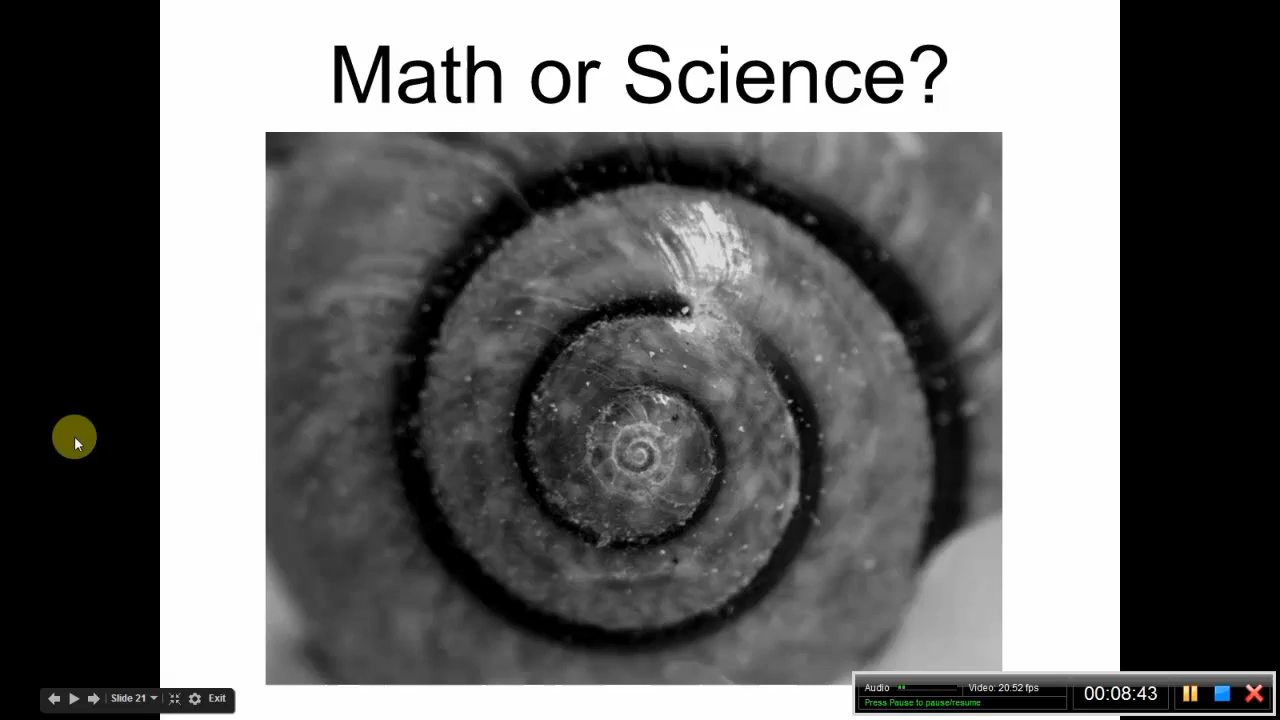 Math or Science?
Slide 21
Exit
Audio
Video: 20.52 fps
Press Pause to pause/resume
00:08:43